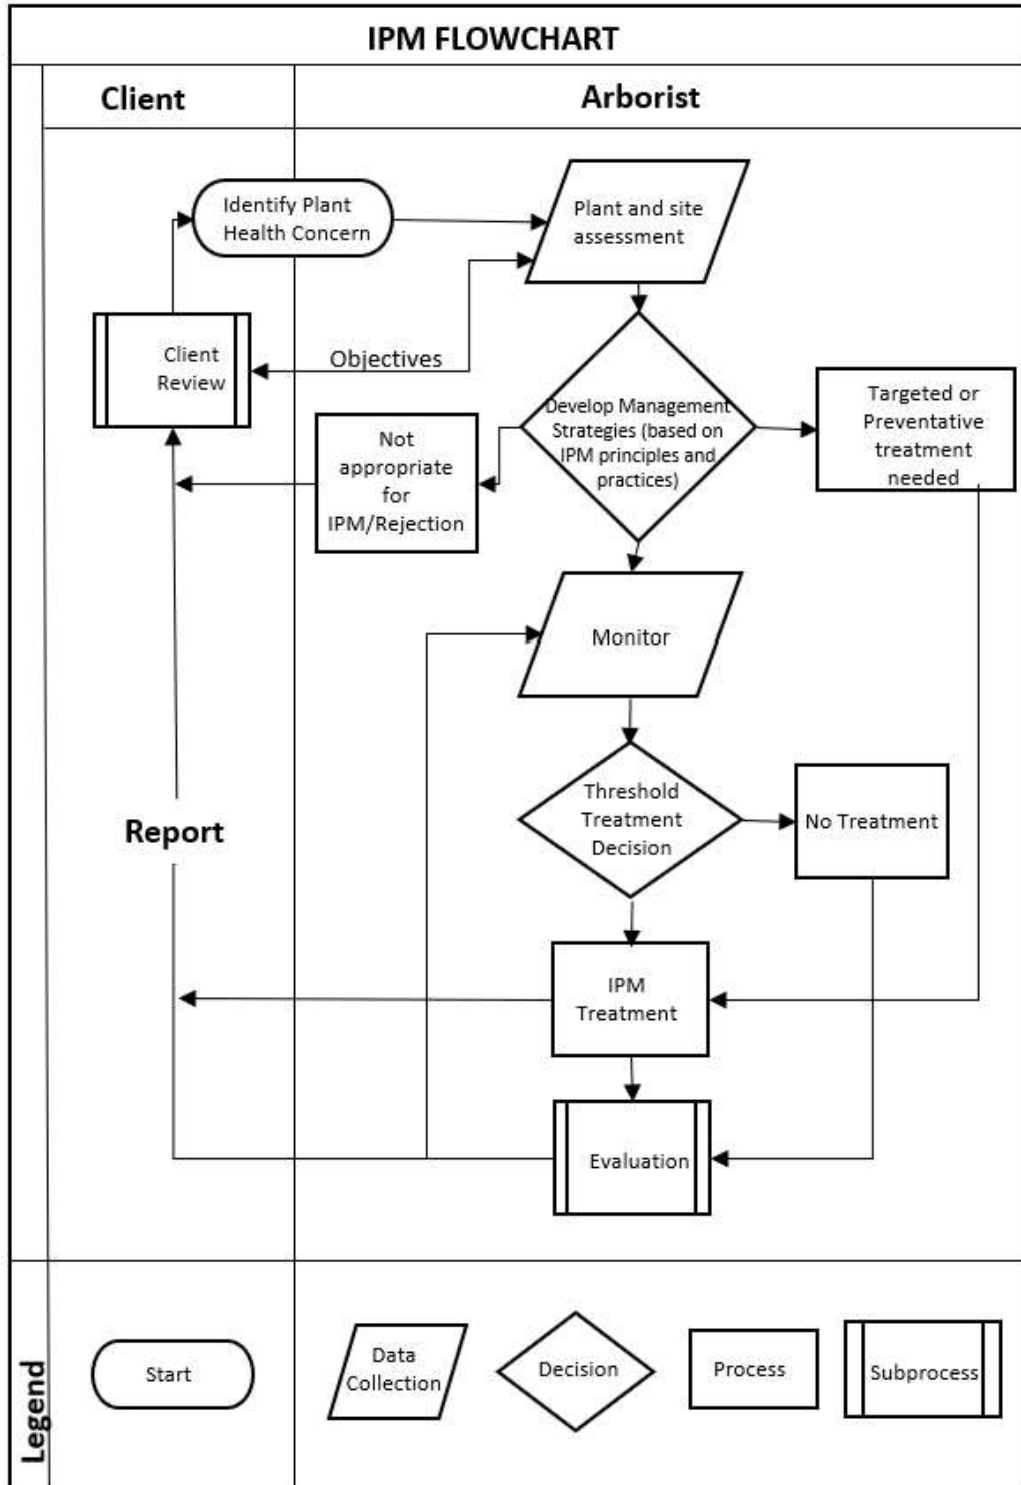 IPM FLOWCHART
Client
Arborist
Identify Plant
Health Concern
Plant and site
assessment
Client
Review
Objectives
Develop Management
Strategies (based on
IPM principles and
practices)
Targeted or
Preventative
treatment
needed
Not
appropriate
for
IPM/Rejection
Monitor
Threshold
Treatment
Decision
No Treatment
Report
IPM
Treatment
Evaluation
Legend
Start
Data
Collection
Decision
Process
Subprocess